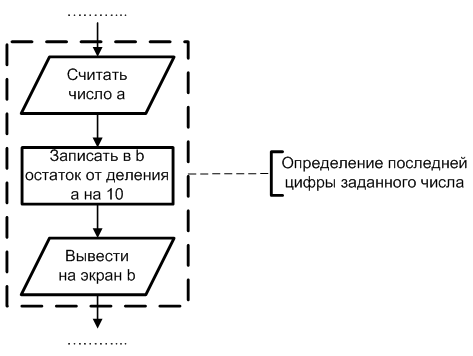 ............
Считать
число a
Записать в b
остаток от деления
a на 10
Вывести
на экран b
............
Определение последней
цифры заданного числа